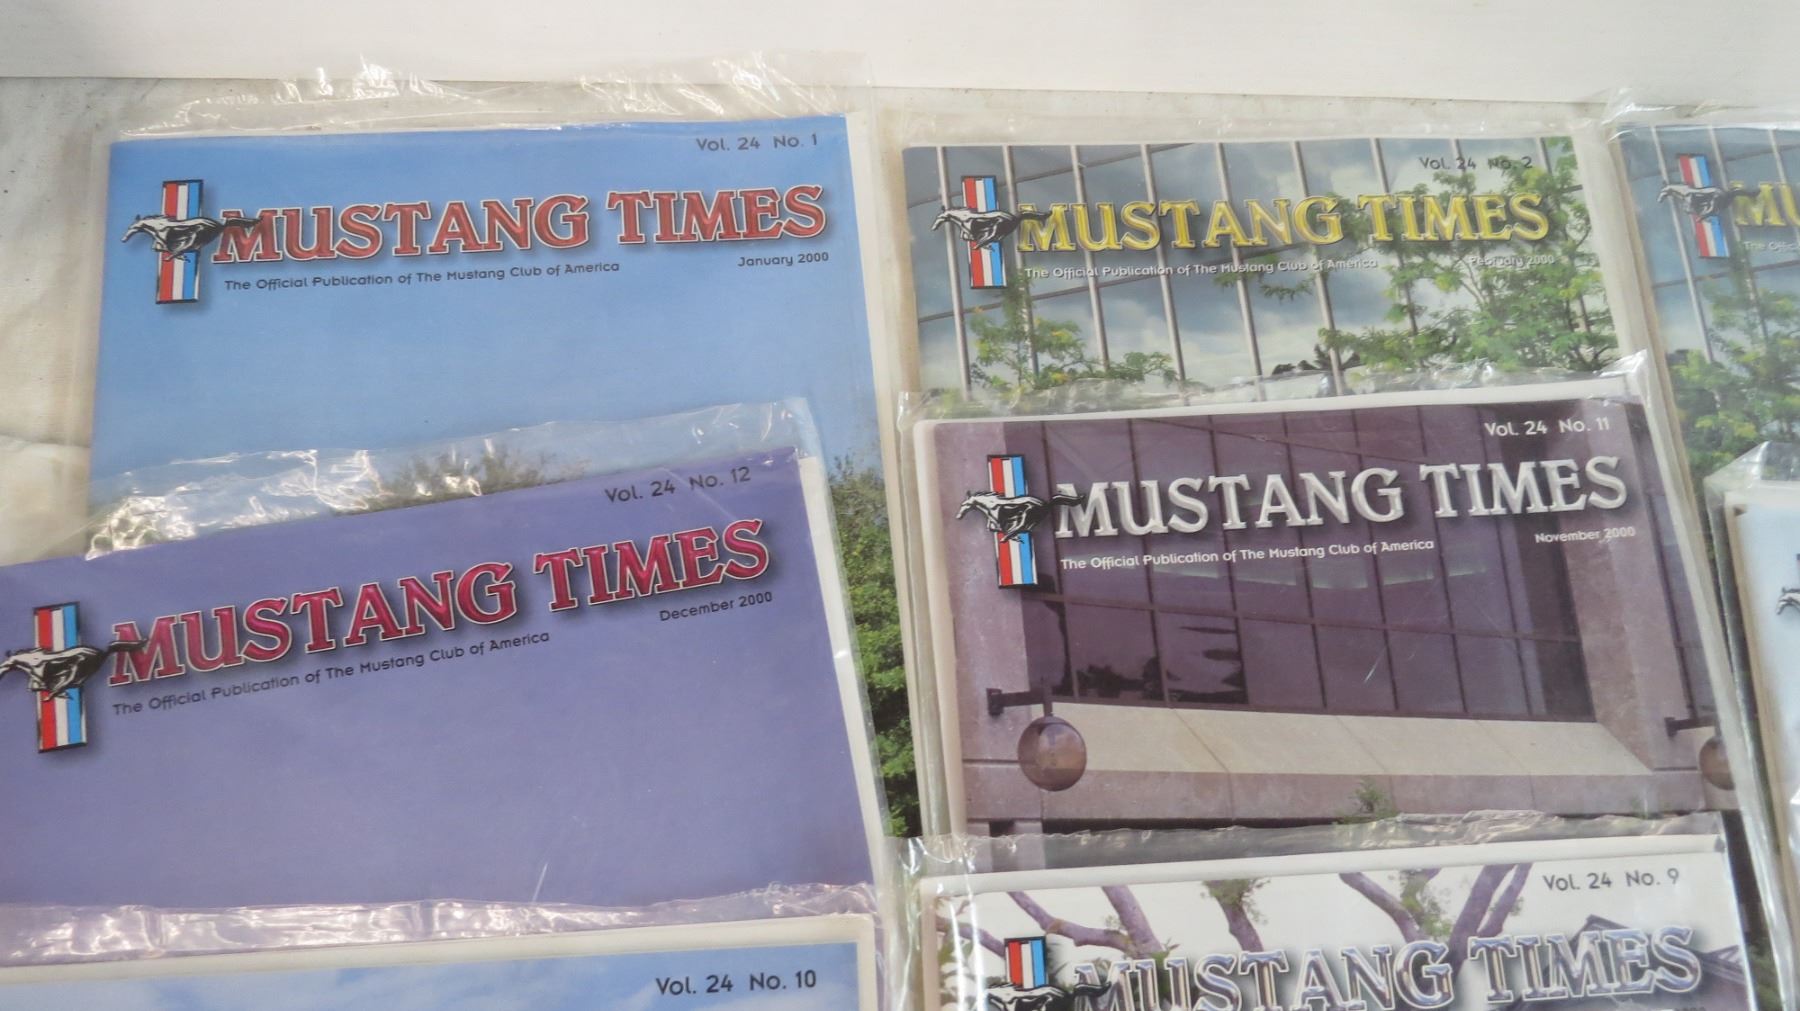 Vol. 24 No. 1
MUSTANG TIMES
The Official Publication of The Mustang Club of America
January 2000
Vol. 24 No. 2
MUSTANG TIMES
The Official Publication of The Mustang Club of America
February 2000
MU
The Offic
Vol. 24 No. 12
MUSTANG TIMES
The Official Publication of The Mustang Club of America
December 2000
Vol. 24 No. 11
MUSTANG TIMES
The Official Publication of The Mustang Club of America
November 2000
Vol. 24 No. 10
Vol. 24 No. 9
MUSTANG TIMES